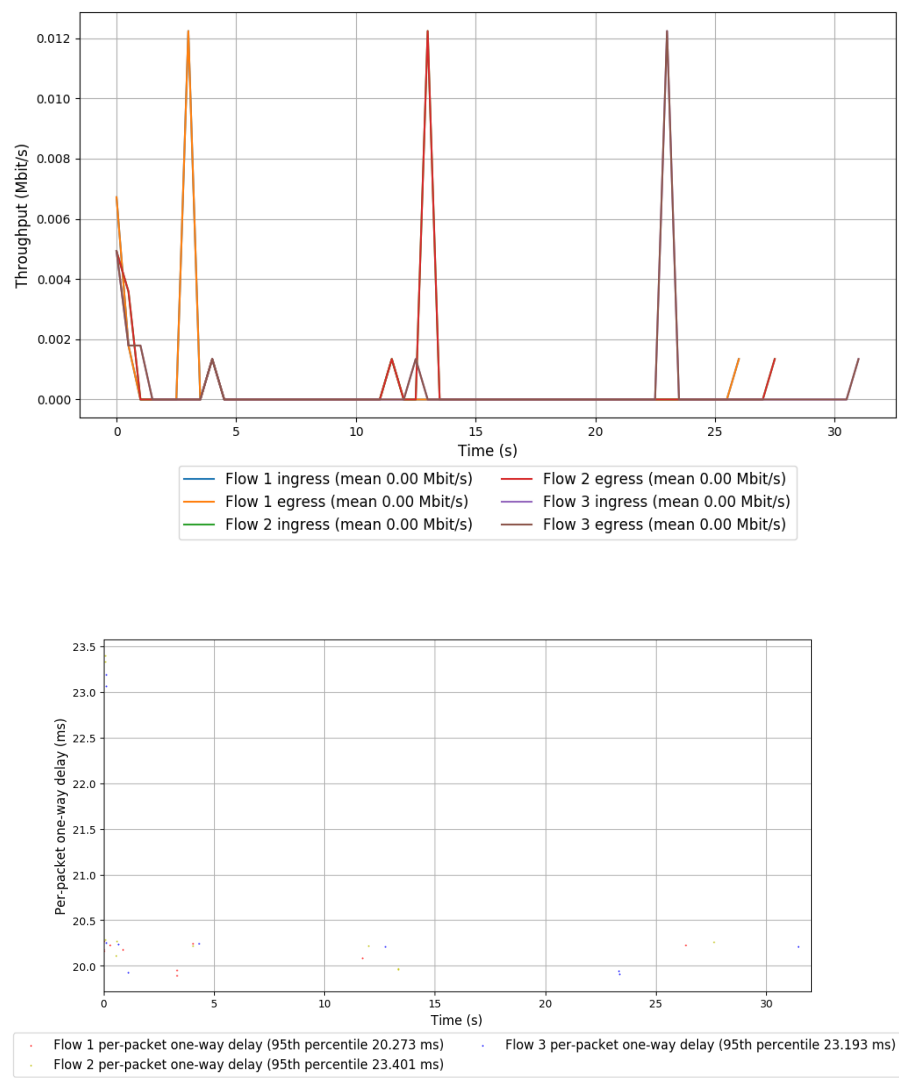 0.012
0.010
0.008
0.006
0.004
0.002
0.000
Throughput (Mbit/s)
0 5 10 15 20 25 30
Time (s)
Flow 1 ingress (mean 0.00 Mbit/s)
Flow 1 egress (mean 0.00 Mbit/s)
Flow 2 ingress (mean 0.00 Mbit/s)
Flow 2 egress (mean 0.00 Mbit/s)
Flow 3 ingress (mean 0.00 Mbit/s)
Flow 3 egress (mean 0.00 Mbit/s)
23.5
23.0
22.5
22.0
21.5
21.0
20.5
20.0
Per-packet one-way delay (ms)
0 5 10 15 20 25 30
Time (s)
Flow 1 per-packet one-way delay (95th percentile 20.273 ms)
Flow 2 per-packet one-way delay (95th percentile 23.401 ms)
Flow 3 per-packet one-way delay (95th percentile 23.193 ms)